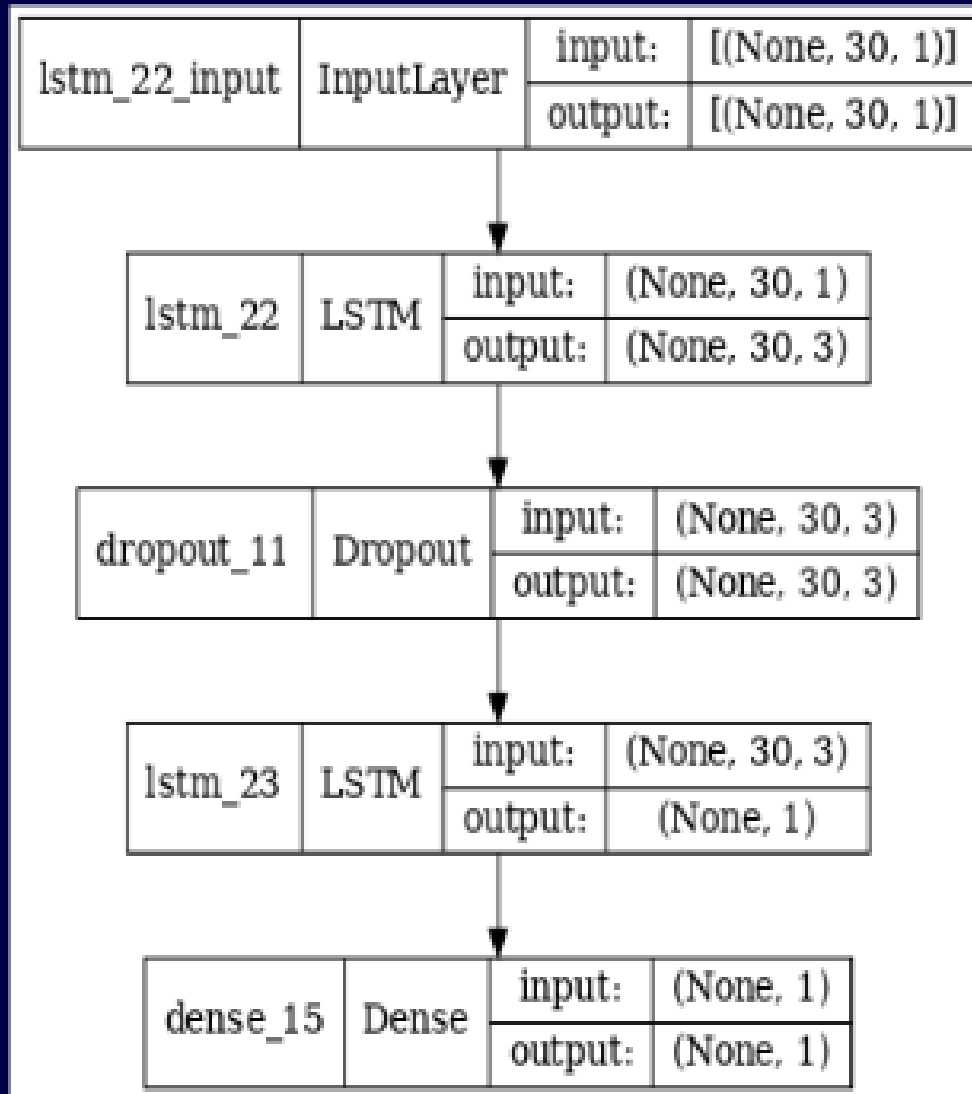 lstm_22_input InputLayer input: [(None, 30, 1)]
output: [(None, 30, 1)]
lstm_22 LSTM input: (None, 30, 1)
output: (None, 30, 3)
dropout_11 Dropout input: (None, 30, 3)
output: (None, 30, 3)
lstm_23 LSTM input: (None, 30, 3)
output: (None, 1)
dense_15 Dense input: (None, 1)
output: (None, 1)